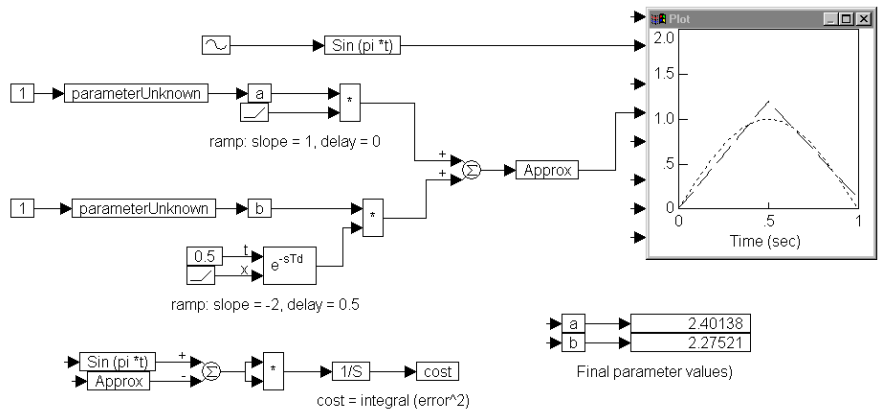 Plot
Sin (pi *t)
2.0
1.5
1.0
.5
0
0 .5 1
Time (sec)
1 parameterUnknown a *
ramp: slope = 1, delay = 0
+
+
Σ
Approx
1 parameterUnknown b *
0.5 t
x
e-sTd
ramp: slope = -2, delay = 0.5
a 2.40138
b 2.27521
Final parameter values)
Sin (pi *t) +
Approx -
Σ
* 1/S cost
cost = integral (error^2)